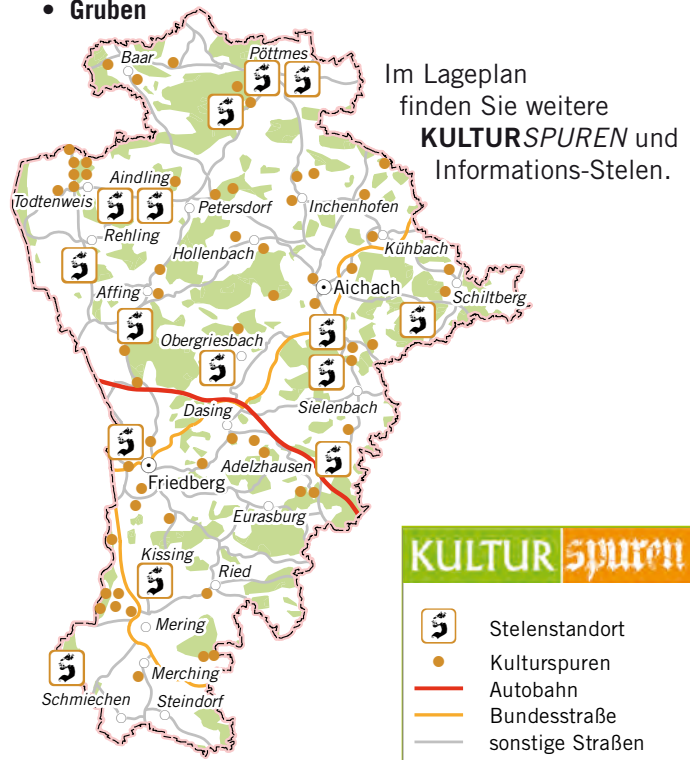 • Gruben
Im Lageplan
finden Sie weitere
KULTURSPUREN und
Informations-Stelen.
Baar
Pöttmes
Aindling
Todtenweis
Petersdorf
Inchenhofen
Rehling
Hollenbach
Kühbach
Affing
Aichach
Schiltberg
Obergriesbach
Dasing
Sielenbach
Adelzhausen
Friedberg
Eurasburg
Kissing
Ried
Mering
Merching
Schmiechen
Steindorf
KULTUR spuren
Stelenstandort
Kulturspuren
Autobahn
Bundesstraße
sonstige Straßen